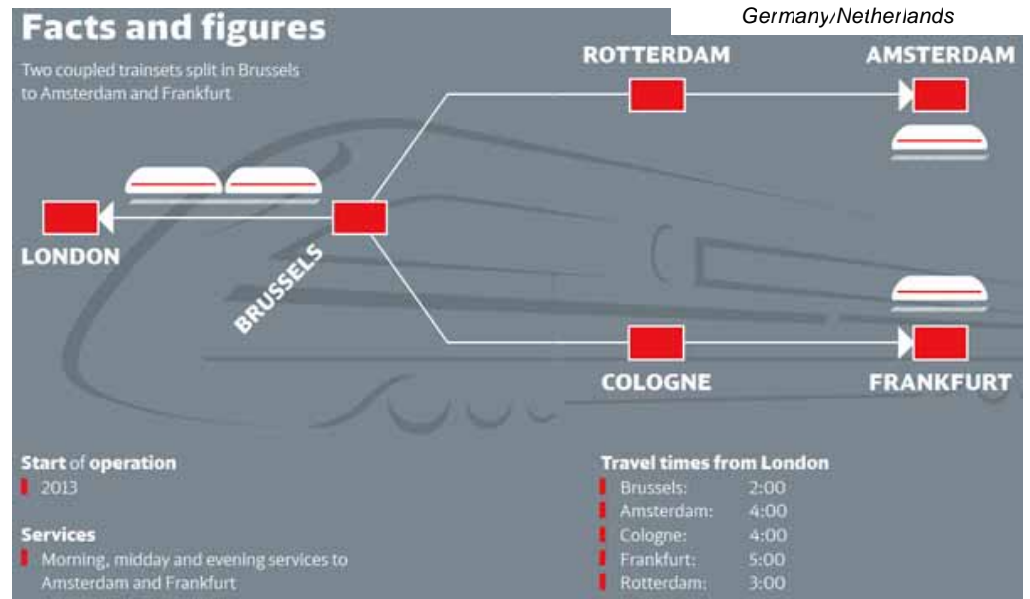 Germany/Netherlands
Facts and figures
Two coupled trainsets split in Brussels
to Amsterdam and Frankfurt
ROTTERDAM
AMSTERDAM
LONDON
BRUSSELS
COLOGNE
FRANKFURT
Start of operation
2013
Services
Morning, midday and evening services to
Amsterdam and Frankfurt
Travel times from London
Brussels: 2:00
Amsterdam: 4:00
Cologne: 4:00
Frankfurt: 5:00
Rotterdam: 3:00